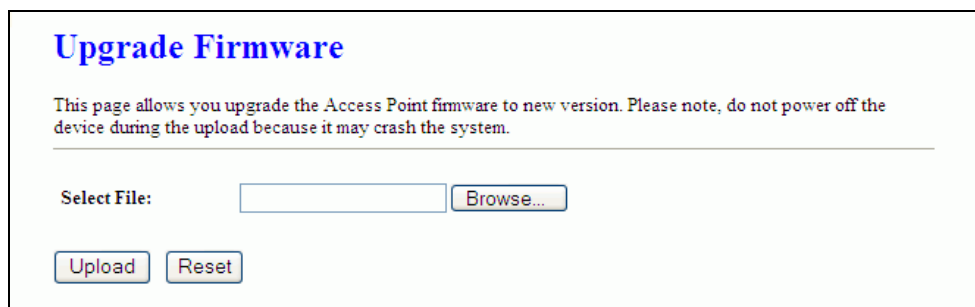 Upgrade Firmware
This page allows you upgrade the Access Point firmware to new version. Please note, do not power off the
device during the upload because it may crash the system.
Select File: Browse...
Upload Reset